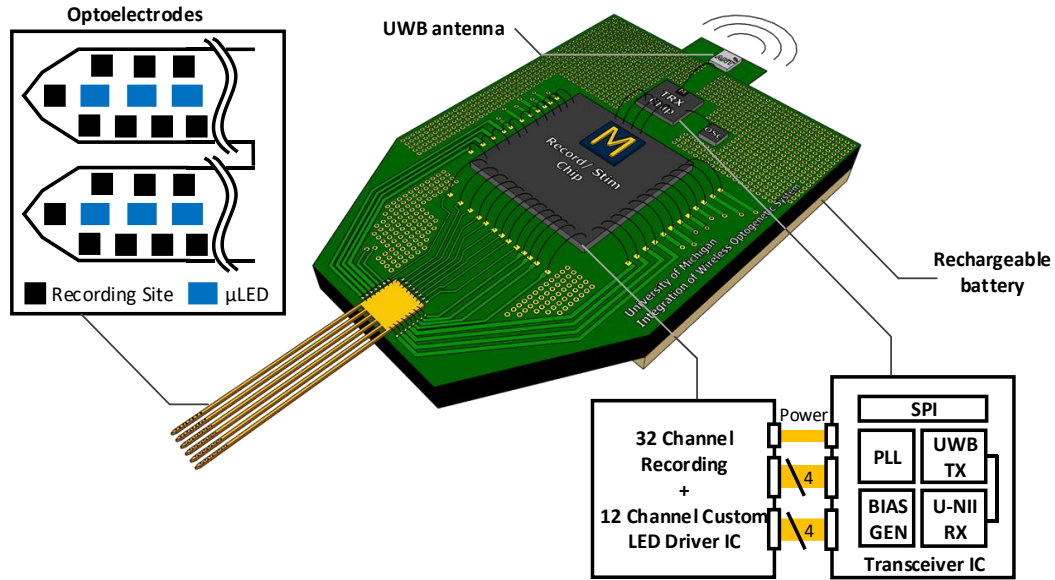 Optoelectrodes
Recording Site
µLED
UWB antenna
TRX
Chip
OSC
M
Record/ Stim
Chip
University of Michigan
Integration of Wireless Optogenetic System
Rechargeable
battery
32 Channel
Recording
+
12 Channel Custom
LED Driver IC
Power
4
4
SPI
PLL
UWB
TX
BIAS
GEN
U-NII
RX
Transceiver IC